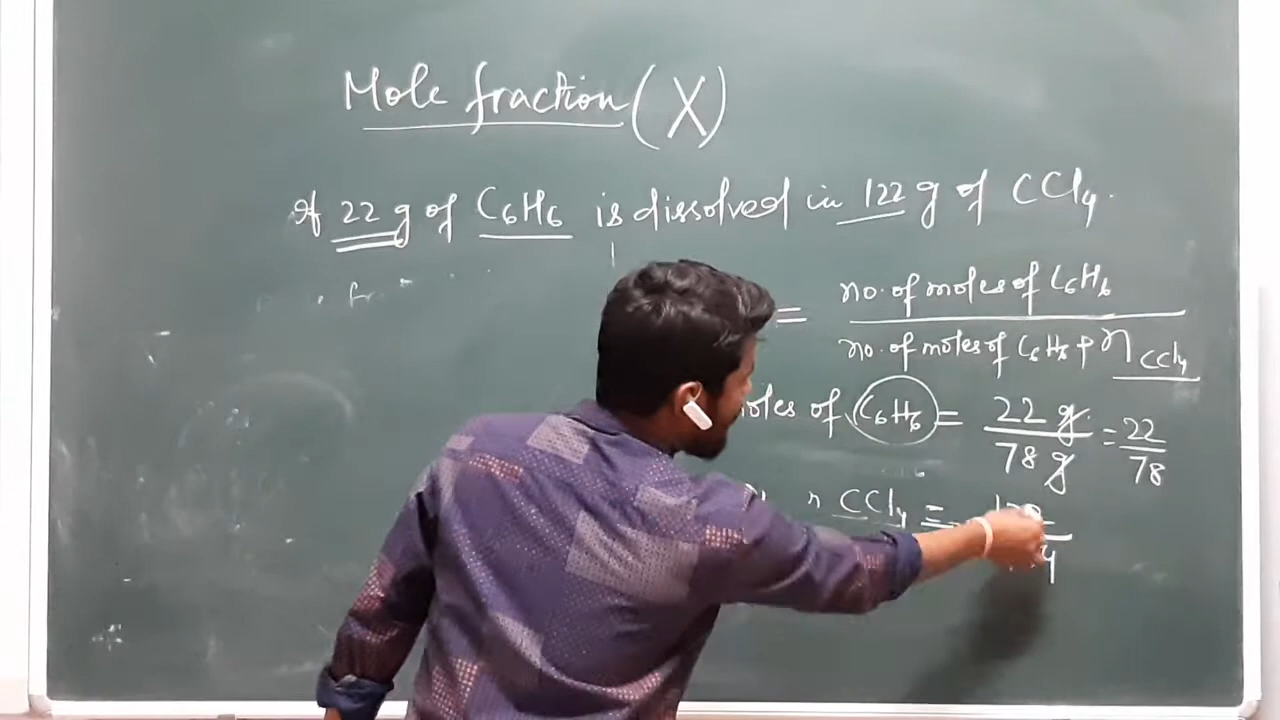 Mole fraction (X)
If 22 g of C6H6 is dissolved in 122 g of CCl4.
= no. of moles of C6H6
no. of moles of C6H6 + n CCl4
of C6H6 = 22 g / 78 g = 22 / 78
n CCl4 =